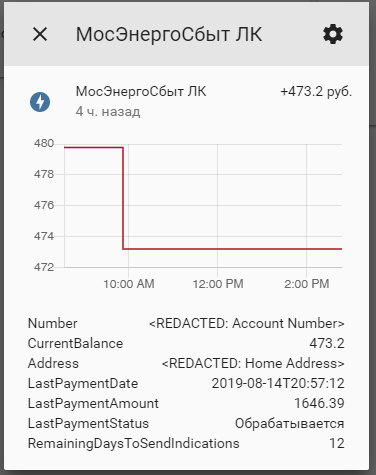 МосЭнергоСбыт ЛК
МосЭнергоСбыт ЛК +473.2 руб.
4 ч. назад
480
478
476
474
472
10:00 AM 12:00 PM 2:00 PM
Number <REDACTED: Account Number>
CurrentBalance 473.2
Address <REDACTED: Home Address>
LastPaymentDate 2019-08-14T20:57:12
LastPaymentAmount 1646.39
LastPaymentStatus Обрабатывается
RemainingDaysToSendIndications 12